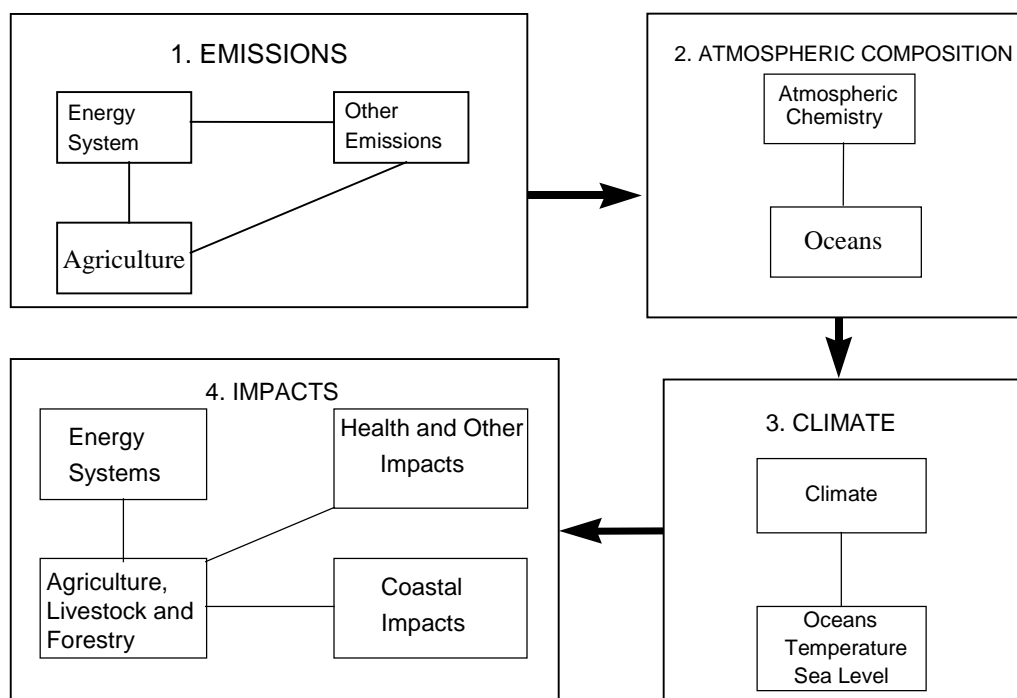 1. EMISSIONS
Energy
System
Other
Emissions
Agriculture
2. ATMOSPHERIC COMPOSITION
Atmospheric
Chemistry
Oceans
3. CLIMATE
Climate
Oceans
Temperature
Sea Level
4. IMPACTS
Energy
Systems
Health and Other
Impacts
Agriculture,
Livestock and
Forestry
Coastal
Impacts